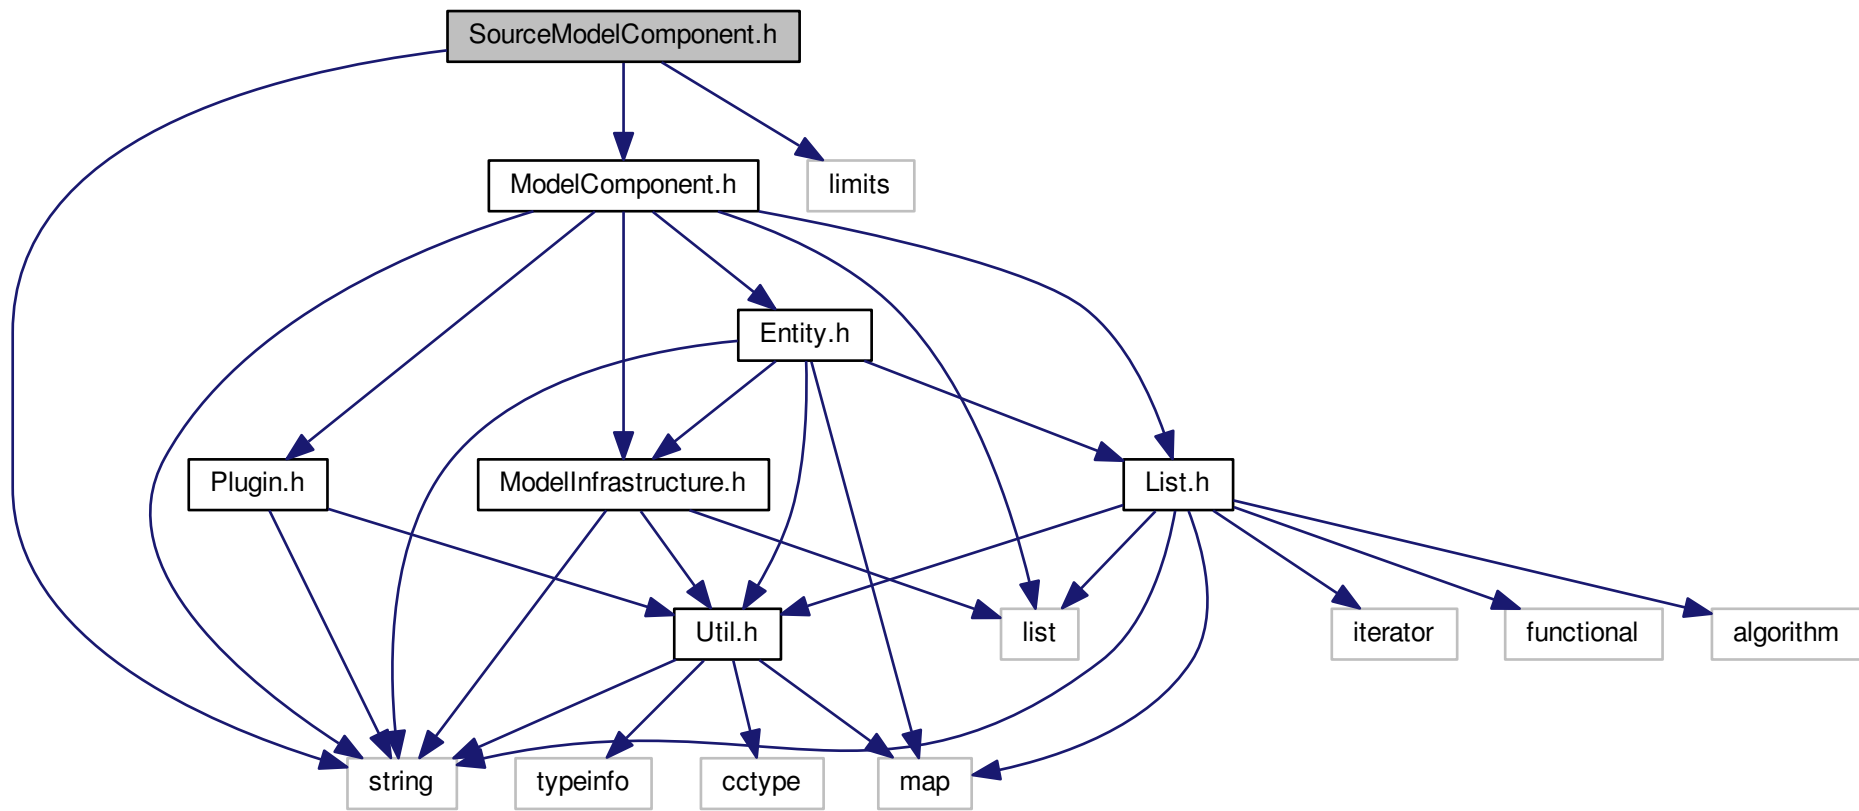 SourceModelComponent.h
ModelComponent.h
limits
Entity.h
Plugin.h
ModelInfrastructure.h
List.h
Util.h
list
iterator
functional
algorithm
string
typeinfo
cctype
map